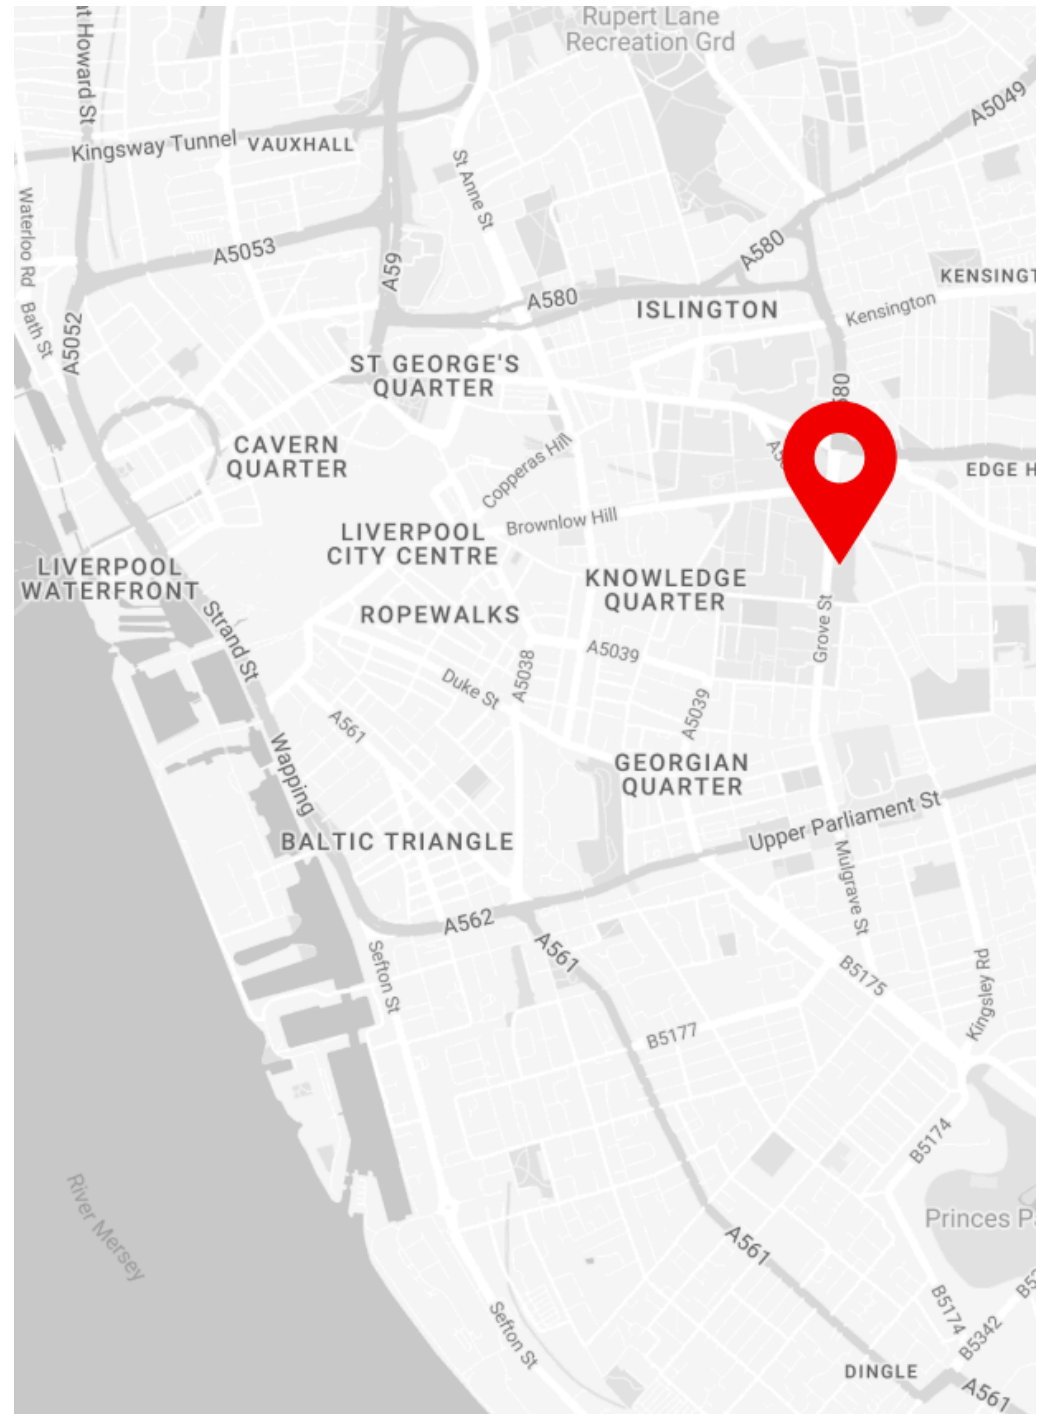 Rupert Lane
Recreation Grd
t Howard St
A5049
Kingsway Tunnel
VAUXHALL
St Anne St
Waterloo Rd
A5053
A59
A580
KENSINGT
A580
ISLINGTON
Kensington
Bath St
A5052
ST GEORGE'S
QUARTER
80
CAVERN
QUARTER
Copperas Hill
EDGE H
Brownlow Hill
LIVERPOOL
CITY CENTRE
LIVERPOOL
WATERFRONT
KNOWLEDGE
QUARTER
ROPEWALKS
Strand St
Grove St
A5039
A5038
Duke St
A5039
A561
Wapping
GEORGIAN
QUARTER
Upper Parliament St
BALTIC TRIANGLE
Mulgrave St
A562
A561
Sefton St
B5175
Kingsley Rd
B5177
B5174
River Mersey
Princes P
A561
B5174
B5342
B53
Sefton St
DINGLE
A561